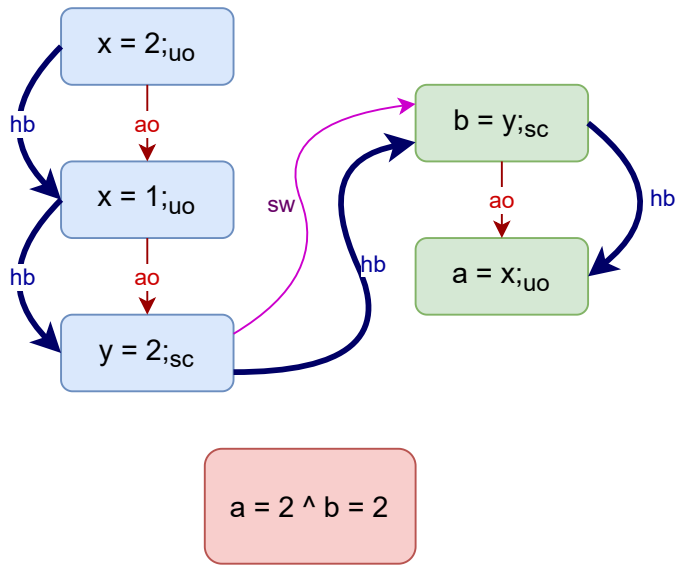 x = 2;uo
hb
ao
x = 1;uo
hb
ao
y = 2;sc
sw
hb
b = y;sc
ao
hb
a = x;uo
a = 2 ^ b = 2